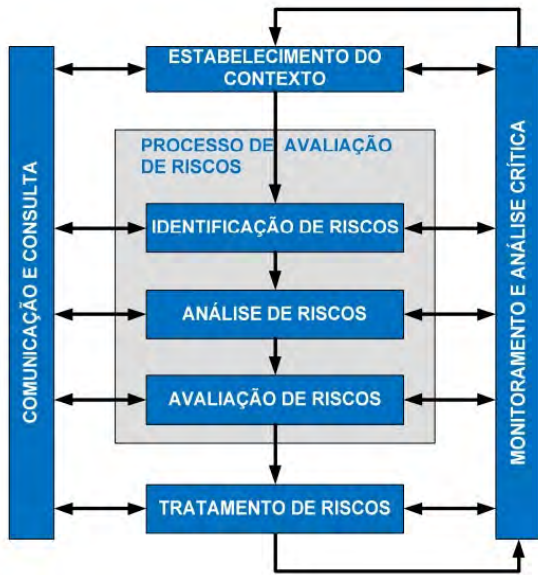 ESTABELECIMENTO DO
CONTEXTO
PROCESSO DE AVALIAÇÃO
DE RISCOS
IDENTIFICAÇÃO DE RISCOS
ANÁLISE DE RISCOS
AVALIAÇÃO DE RISCOS
TRATAMENTO DE RISCOS
COMUNICAÇÃO E CONSULTA
MONITORAMENTO E ANÁLISE CRÍTICA